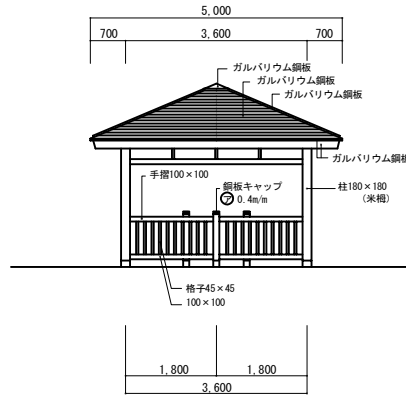 5,000
700 3,600 700
ガルバリウム鋼板
ガルバリウム鋼板
ガルバリウム鋼板
ガルバリウム鋼板
手摺100×100
鋼板キャップ
ア 0.4m/m
柱180×180
(米栂)
格子45×45
100×100
1,800 1,800
3,600